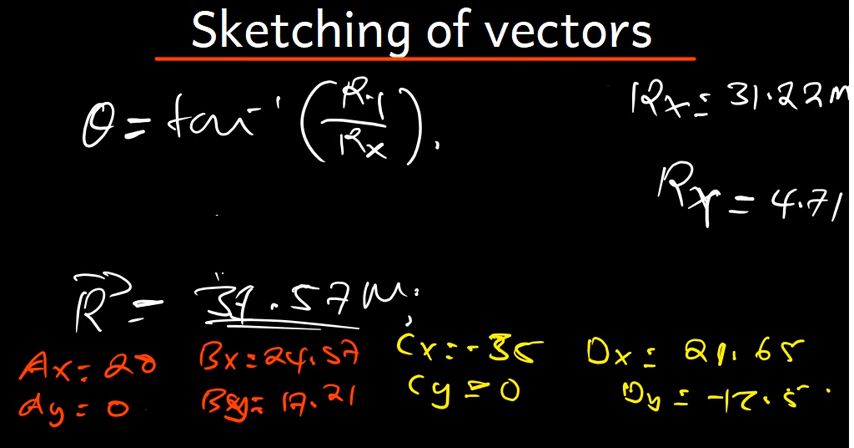 Sketching of vectors
θ = tan⁻¹ (Ry/Rx).
Rx = 31.22m
Ry = 4.71
R = 31.57m.
Ax = 20
Ay = 0
Bx = 24.57
By = 17.21
Cx = -35
Cy = 0
Dx = 21.65
Dy = -12.5